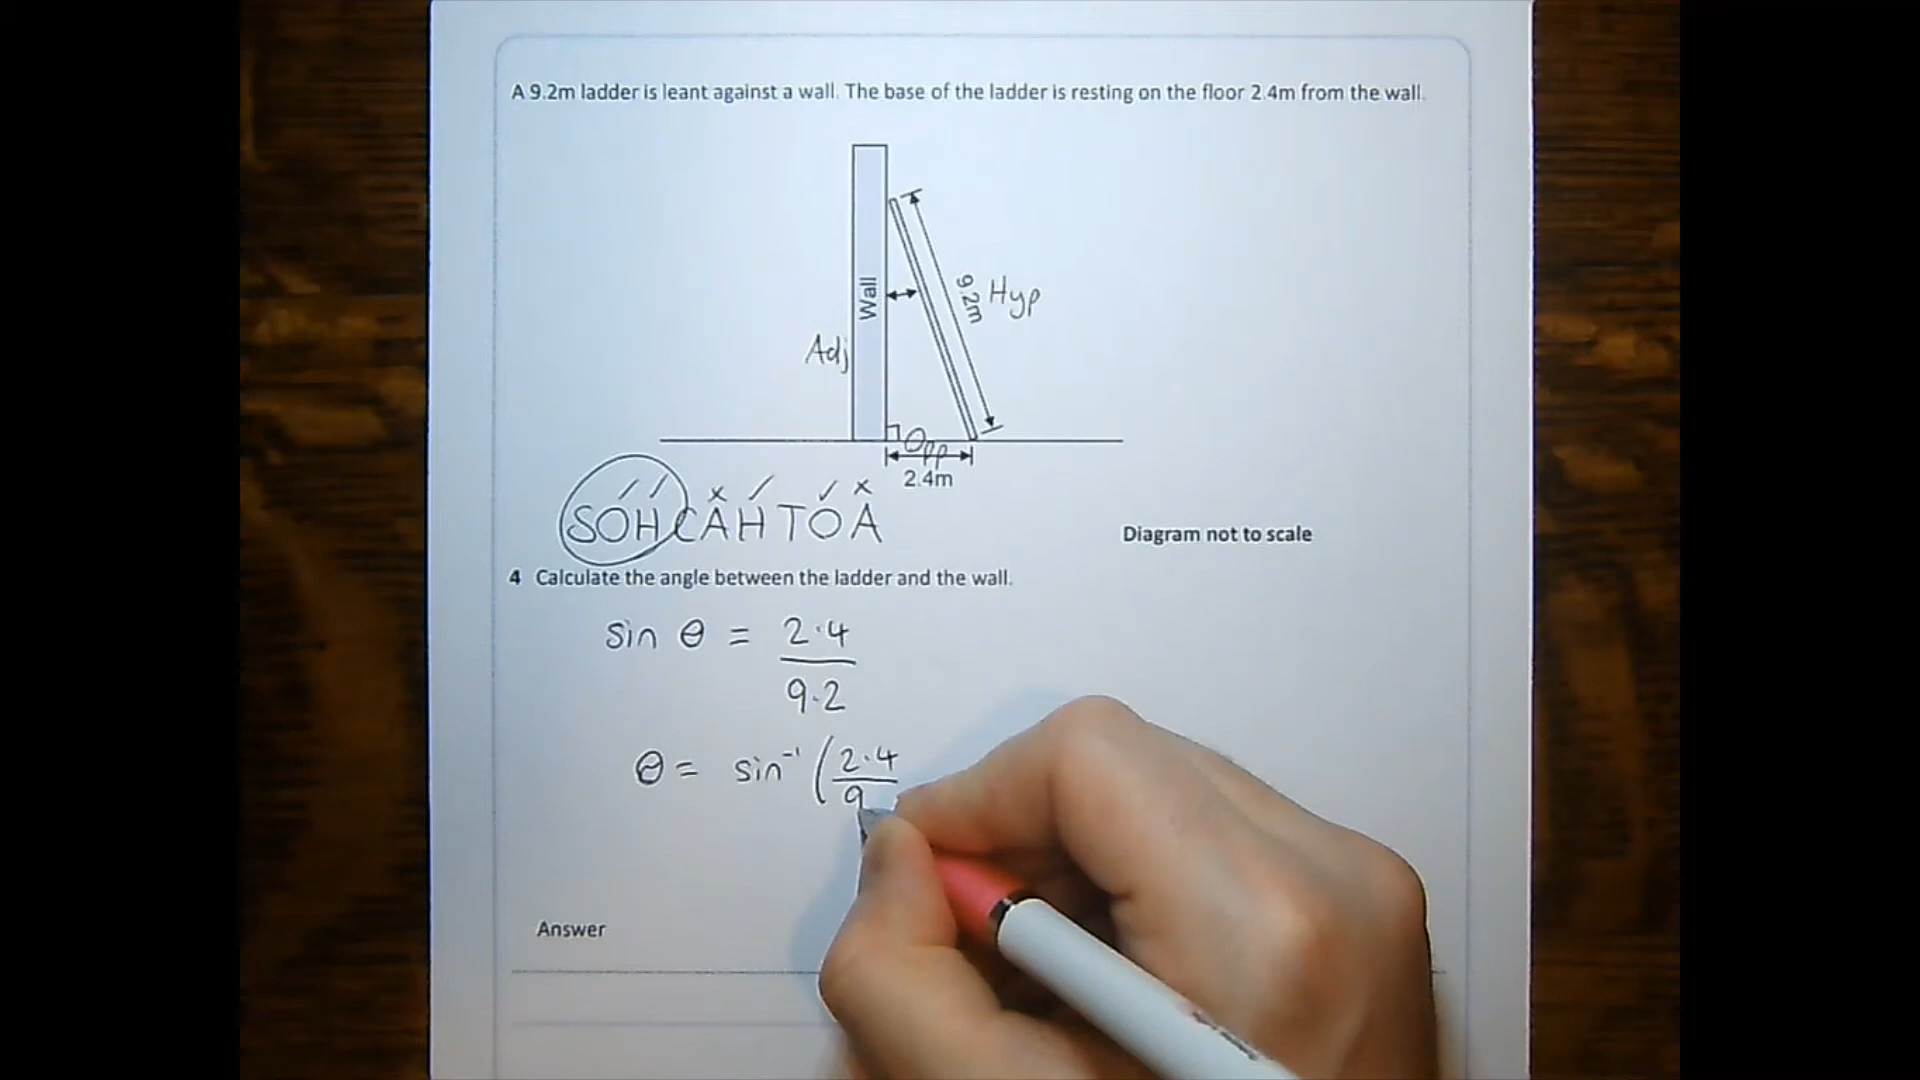 A 9.2m ladder is leant against a wall. The base of the ladder is resting on the floor 2.4m from the wall.
Wall
9.2m Hyp
Adj
Opp
2.4m
SOHCAHTOA
Diagram not to scale
4 Calculate the angle between the ladder and the wall.
sin θ = 2.4
9.2
θ = sin⁻¹ (2.4
9
Answer